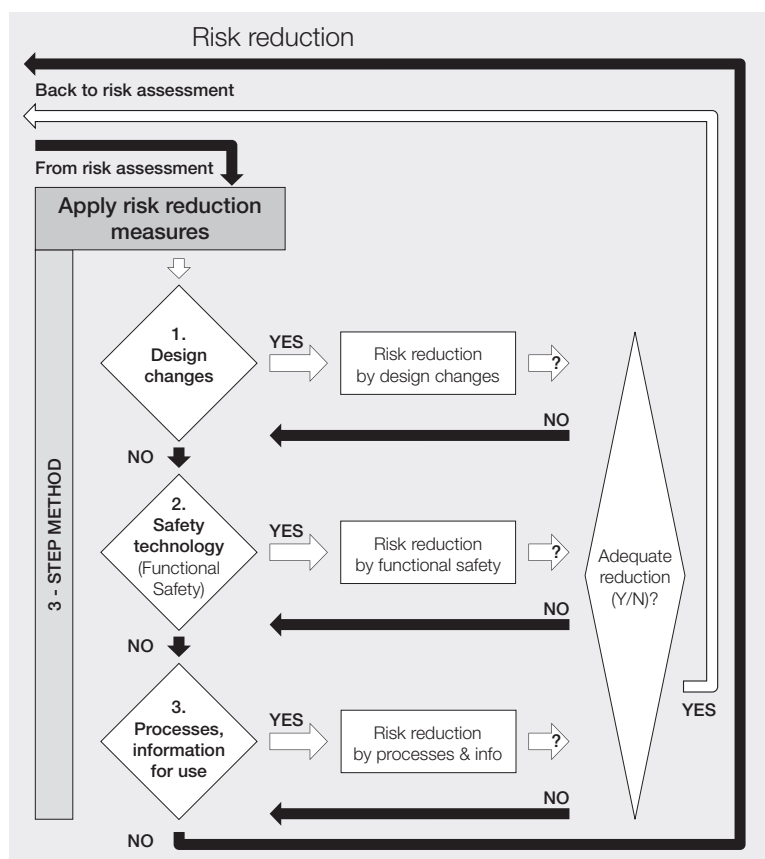 Risk reduction
Back to risk assessment
From risk assessment
Apply risk reduction
measures
3 - STEP METHOD
1.
Design
changes
YES
Risk reduction
by design changes
?
NO
NO
2.
Safety
technology
(Functional
Safety)
YES
Risk reduction
by functional safety
?
Adequate
reduction
(Y/N)?
NO
NO
3.
Processes,
information
for use
YES
Risk reduction
by processes & info
?
YES
NO
NO